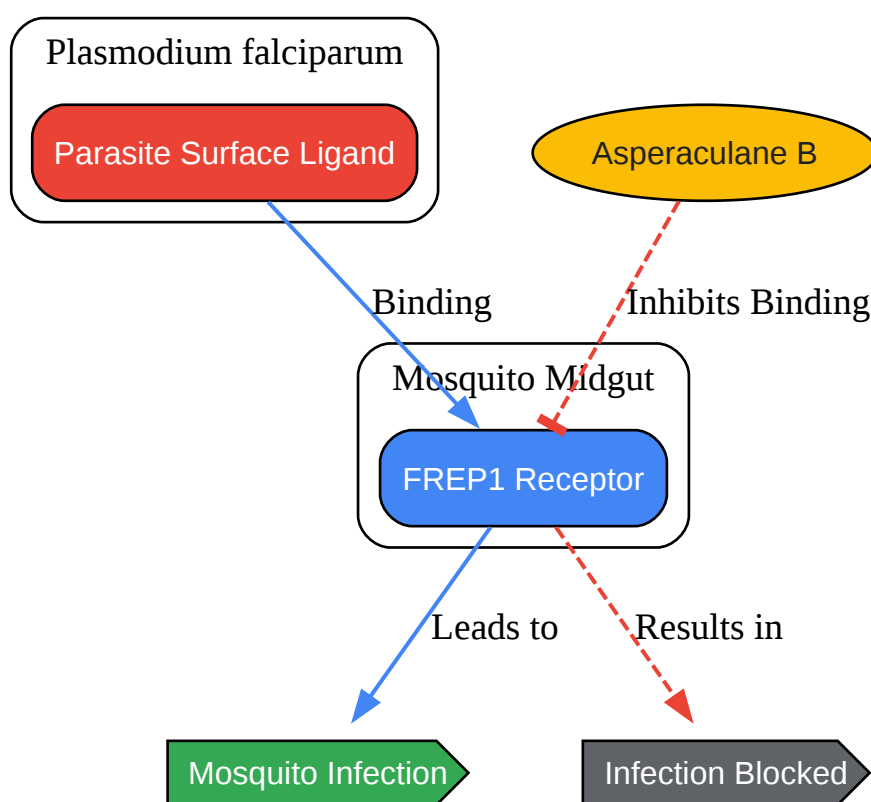 Plasmodium falciparum
Parasite Surface Ligand
Asperaculane B
Binding
Inhibits Binding
Mosquito Midgut
FREP1 Receptor
Leads to
Results in
Mosquito Infection
Infection Blocked